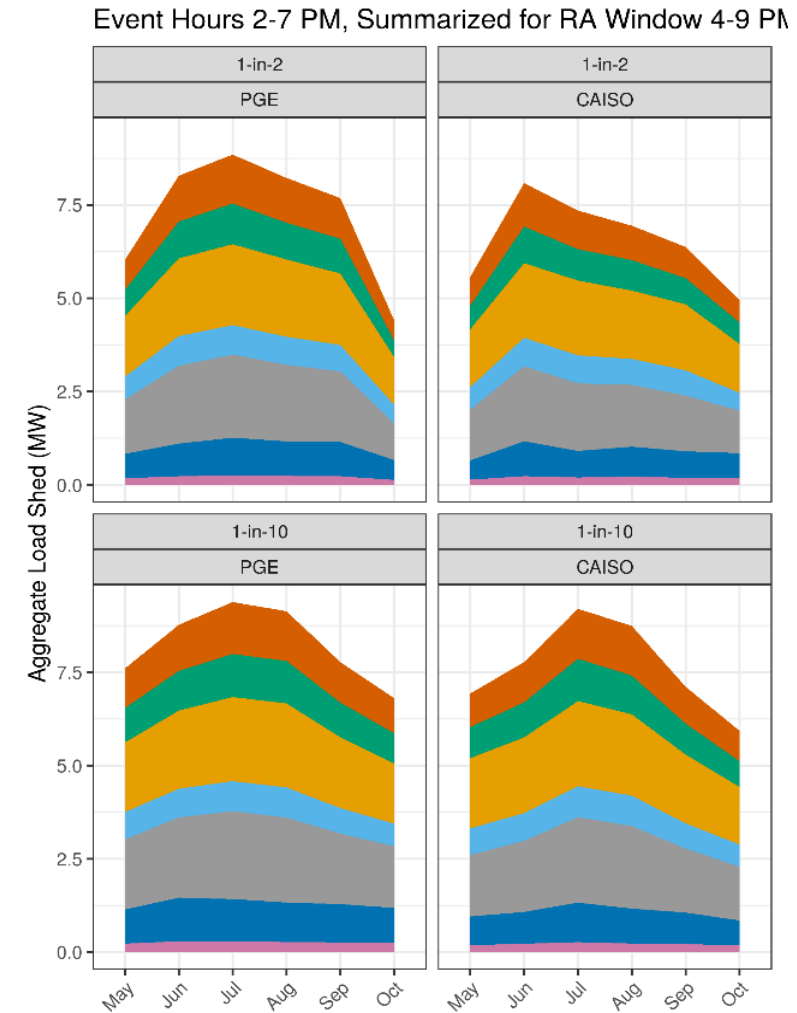 Event Hours 2-7 PM, Summarized for RA Window 4-9 PM
1-in-2
1-in-2
PGE
CAISO
7.5
5.0
2.5
0.0
Aggregate Load Shed (MW)
1-in-10
1-in-10
PGE
CAISO
7.5
5.0
2.5
0.0
May Jun Jul Aug Sep Oct
May Jun Jul Aug Sep Oct